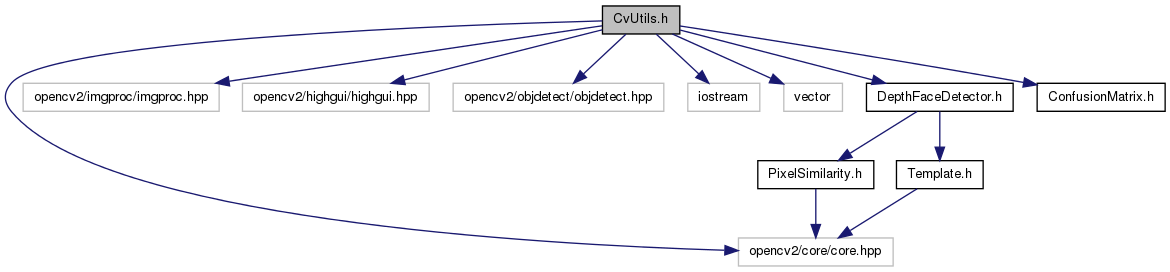 CvUtils.h
opencv2/imgproc/imgproc.hpp
opencv2/highgui/highgui.hpp
opencv2/objdetect/objdetect.hpp
iostream
vector
DepthFaceDetector.h
ConfusionMatrix.h
PixelSimilarity.h
Template.h
opencv2/core/core.hpp